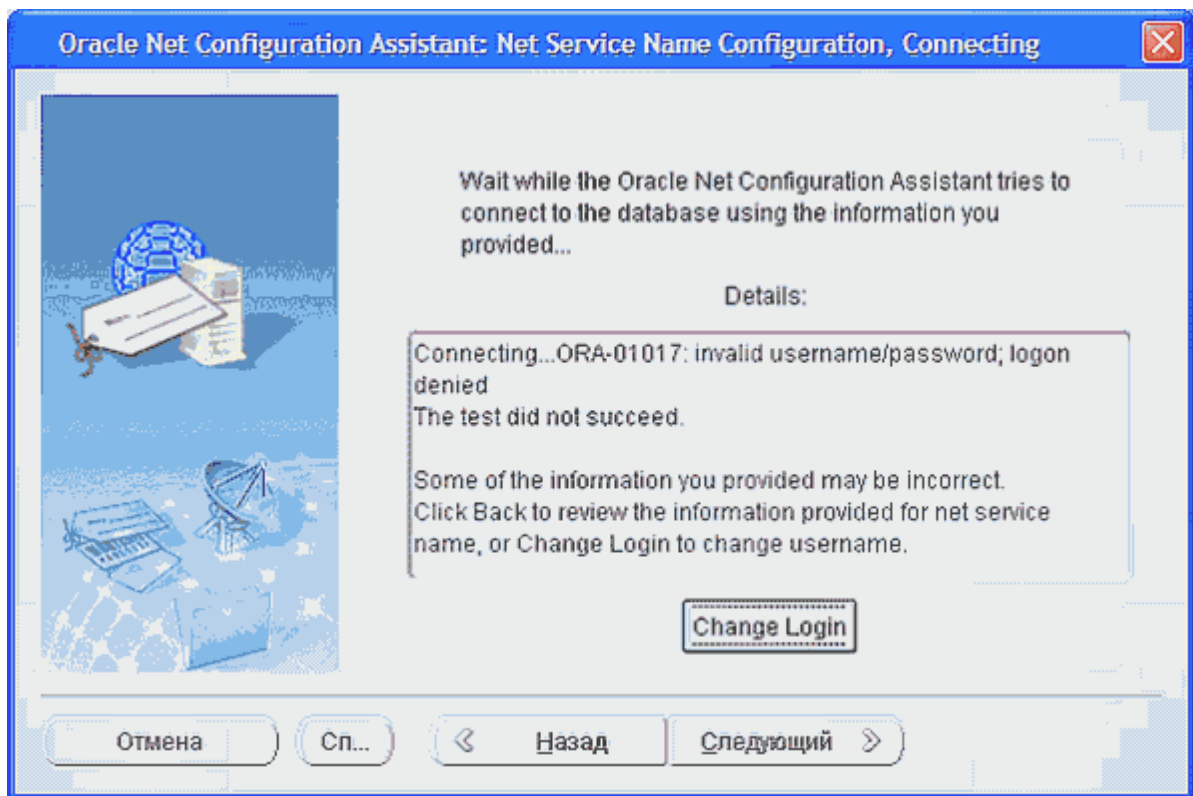 Oracle Net Configuration Assistant: Net Service Name Configuration, Connecting
Wait while the Oracle Net Configuration Assistant tries to
connect to the database using the information you
provided...
Details:
Connecting...ORA-01017: invalid username/password; logon
denied
The test did not succeed.
Some of the information you provided may be incorrect.
Click Back to review the information provided for net service
name, or Change Login to change username.
Change Login
Отмена
Сп...
Назад
Следующий